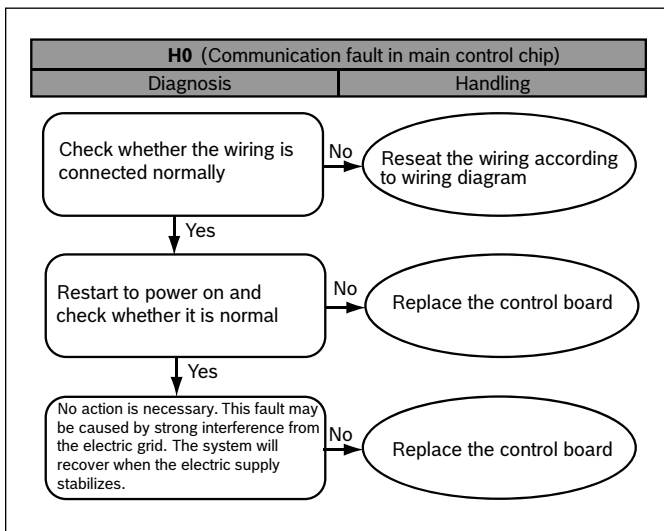 H0 (Communication fault in main control chip)
Diagnosis
Handling
Check whether the wiring is
connected normally
No
Reseat the wiring according
to wiring diagram
Yes
Restart to power on and
check whether it is normal
No
Replace the control board
Yes
No action is necessary. This fault may
be caused by strong interference from
the electric grid. The system will
recover when the electric supply
stabilizes.
No
Replace the control board